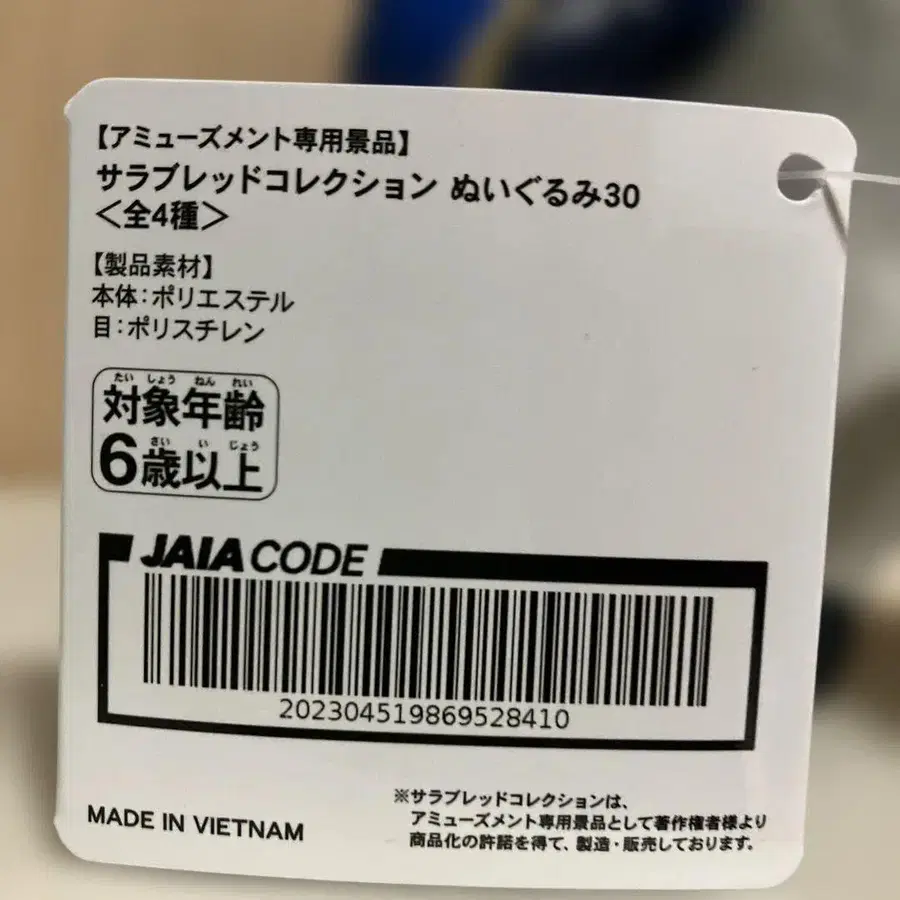 【アミューズメント専用景品】
サラブレッドコレクション ぬいぐるみ30
＜全4種＞
【製品素材】
本体：ポリエステル
目：ポリスチレン
たい しょう ねん れい
対象年齢
さい い じょう
6歳以上
JAIA CODE
202304519869528410
MADE IN VIETNAM
※サラブレッドコレクションは、
アミューズメント専用景品として著作権者様より
商品化の許諾を得て、製造・販売しております。